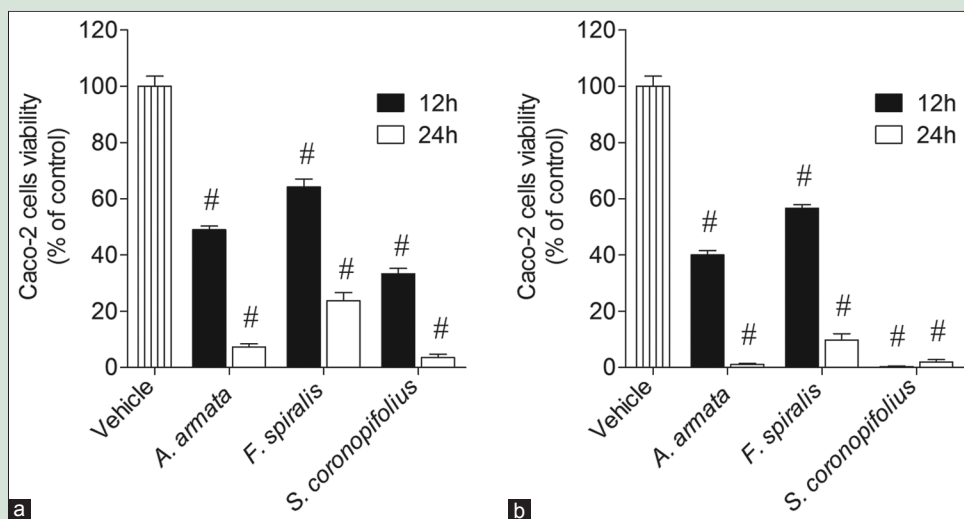 120
100
80
60
40
20
0
Caco-2 cells viability
(% of control)
12h
24h
#
#
#
#
#
#
Vehicle
A. armata
F. spiralis
S. coronopifolius
a
120
100
80
60
40
20
0
Caco-2 cells viability
(% of control)
12h
24h
#
#
#
#
#
#
Vehicle
A. armata
F. spiralis
S. coronopifolius
b